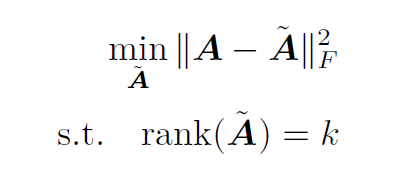 min_Ã ‖A − Ã‖²_F
s.t. rank(Ã) = k